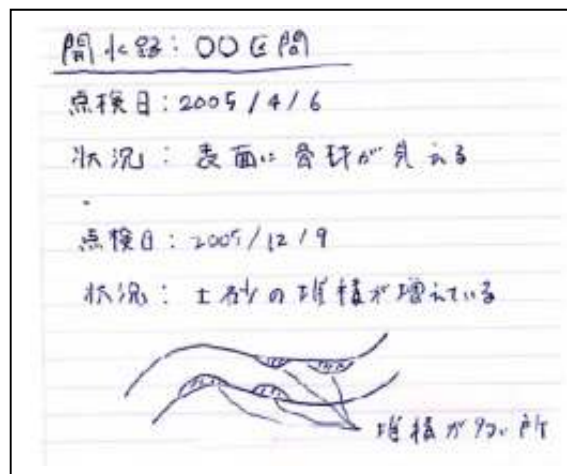 開水路:〇〇区間
点検日:2005/4/6
状況:表面に骨材が見える
点検日:2005/12/9
状況:土砂の堆積が増えている
堆積が多い所